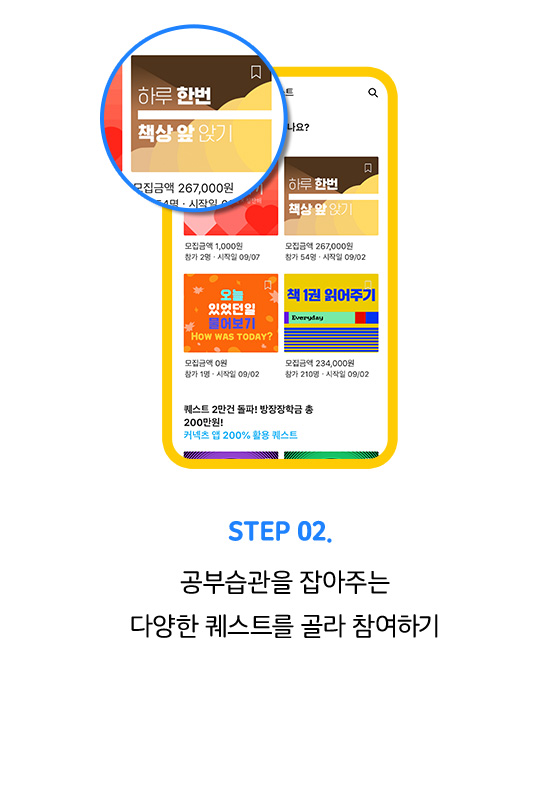 하루 한번
책상 앞 앉기
모집금액 267,000원
54명 · 시작일
스트
나요?
하루 한번
책상 앞 앉기
모집금액 1,000원
참가 2명 · 시작일 09/07
모집금액 267,000원
참가 54명 · 시작일 09/02
오늘
있었던일
물어보기
HOW WAS TODAY?
책 1권 읽어주기
Everyday
모집금액 0원
참가 1명 · 시작일 09/02
모집금액 234,000원
참가 210명 · 시작일 09/02
퀘스트 2만건 돌파! 방장장학금 총
200만원!
커넥츠 앱 200% 활용 퀘스트
STEP 02.
공부습관을 잡아주는
다양한 퀘스트를 골라 참여하기